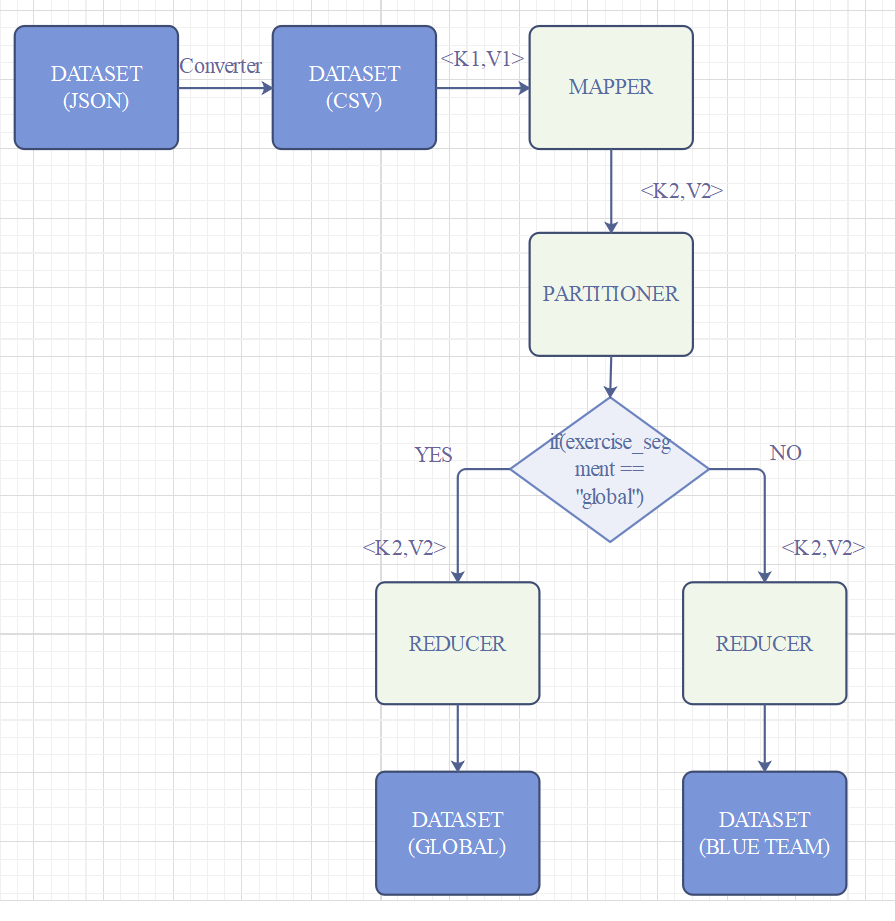 DATASET
(JSON)
Converter
DATASET
(CSV)
<K1,V1>
MAPPER
<K2,V2>
PARTITIONER
if(exercise_seg
ment ==
"global")
YES
NO
<K2,V2>
<K2,V2>
REDUCER
REDUCER
DATASET
(GLOBAL)
DATASET
(BLUE TEAM)